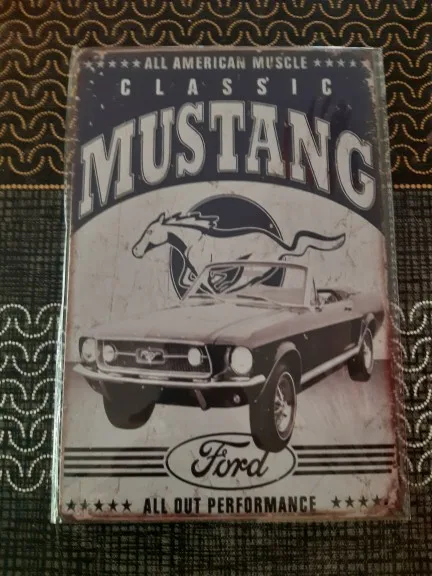 ALL AMERICAN MUSCLE
CLASSIC
MUSTANG
Ford
ALL OUT PERFORMANCE